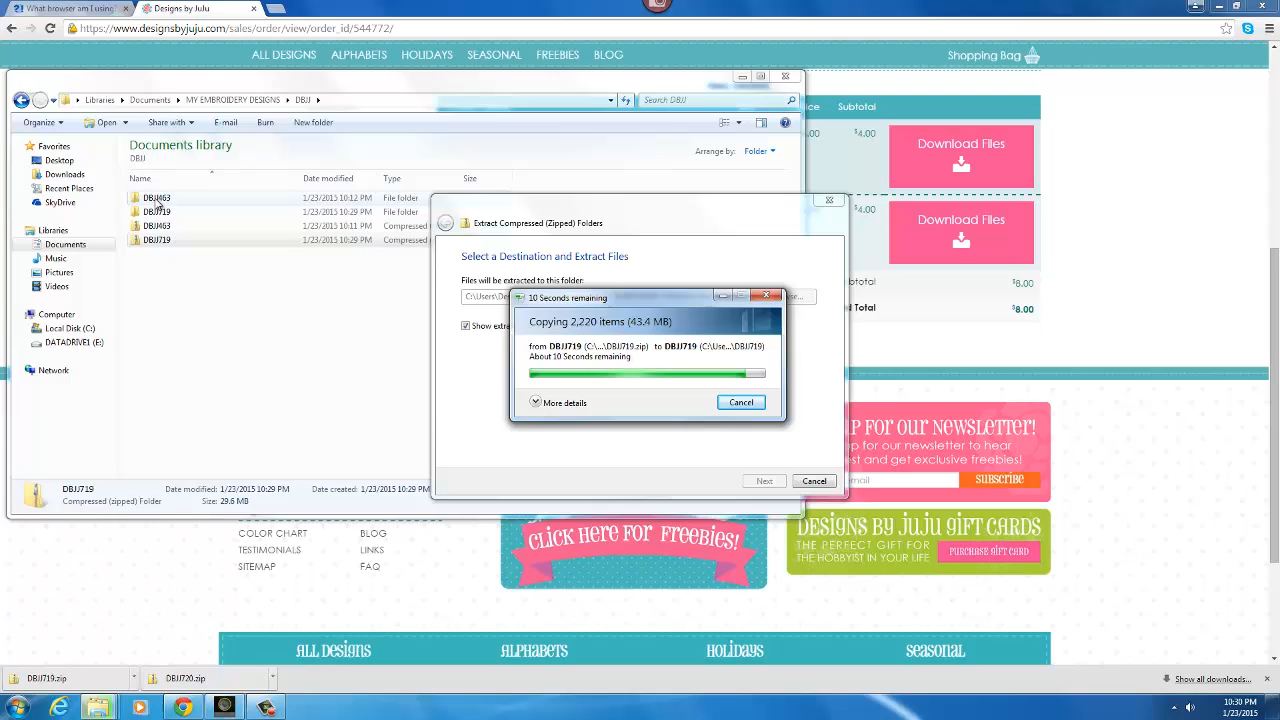 What browser am I using?
Designs by Juju
https://www.designsbyjuju.com/sales/order/view/order_id/544772/
ALL DESIGNS ALPHABETS HOLIDAYS SEASONAL FREEBIES BLOG
Shopping Bag
Libraries Documents MY EMBROIDERY DESIGNS DBJJ
Search DBJJ
Organize Open Share with E-mail Burn New folder
Documents library
DBJJ
Arrange by: Folder
Name Date modified Type Size
DBJJ463 1/23/2015 10:12 PM File folder
DBJJ719 1/23/2015 10:29 PM File folder
DBJJ463 1/23/2015 10:11 PM Compressed
DBJJ719 1/23/2015 10:29 PM Compressed
Favorites
Desktop
Downloads
Recent Places
SkyDrive
Libraries
Documents
Music
Pictures
Videos
Computer
Local Disk (C:)
DATADRIVE1 (E:)
Network
DBJJ719 Date modified: 1/23/2015 10:29 PM Date created: 1/23/2015 10:29 PM
Compressed (zipped) Folder Size: 29.6 MB
Subtotal
$4.00
Download Files
$4.00
Download Files
$8.00
Total $8.00
Extract Compressed (Zipped) Folders
Select a Destination and Extract Files
Files will be extracted to this folder:
10 Seconds remaining
Copying 2,220 items (43.4 MB)
from DBJJ719 (C:\...\DBJJ719.zip) to DBJJ719 (C:\Use...\DBJJ719)
About 10 Seconds remaining
More details
Cancel
Next Cancel
FOR OUR NEWSLETTER!
for our newsletter to hear
and get exclusive freebies!
SUBSCRIBE
DESIGNS BY JUJU GIFT CARDS
THE PERFECT GIFT FOR
THE HOBBYIST IN YOUR LIFE
PURCHASE GIFT CARD
COLOR CHART BLOG
TESTIMONIALS LINKS
SITEMAP FAQ
CLICK HERE FOR FREEBIES!
ALL DESIGNS ALPHABETS HOLIDAYS SEASONAL
DBJJ719.zip
DBJJ720.zip
Show all downloads...
10:30 PM
1/23/2015